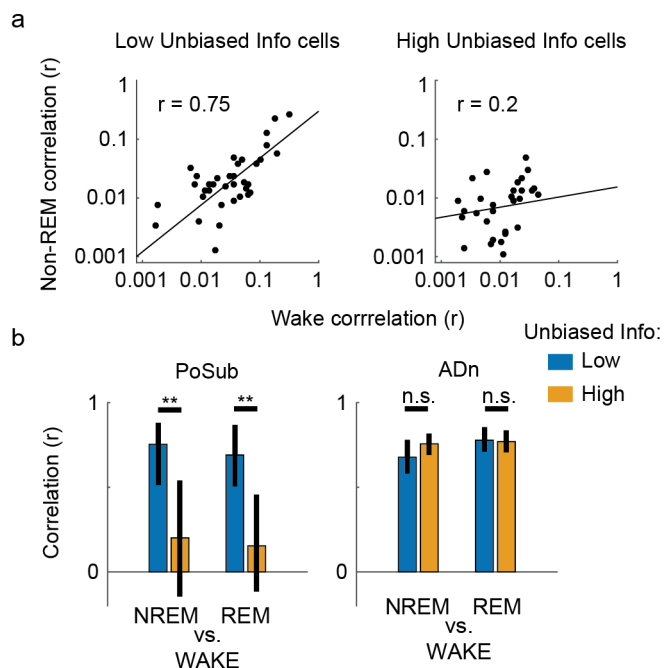 a
Low Unbiased Info cells
High Unbiased Info cells
Non-REM corrrelation (r)
1
0.1
0.01
0.001
r = 0.75
0.001 0.01 0.1 1
1
0.1
0.01
0.001
r = 0.2
0.001 0.01 0.1 1
Wake corrrelation (r)
b
Unbiased Info:
Low
High
PoSub
Correlation (r)
1
0
** **
NREM REM
vs.
WAKE
ADn
1
0
n.s. n.s.
NREM REM
vs.
WAKE